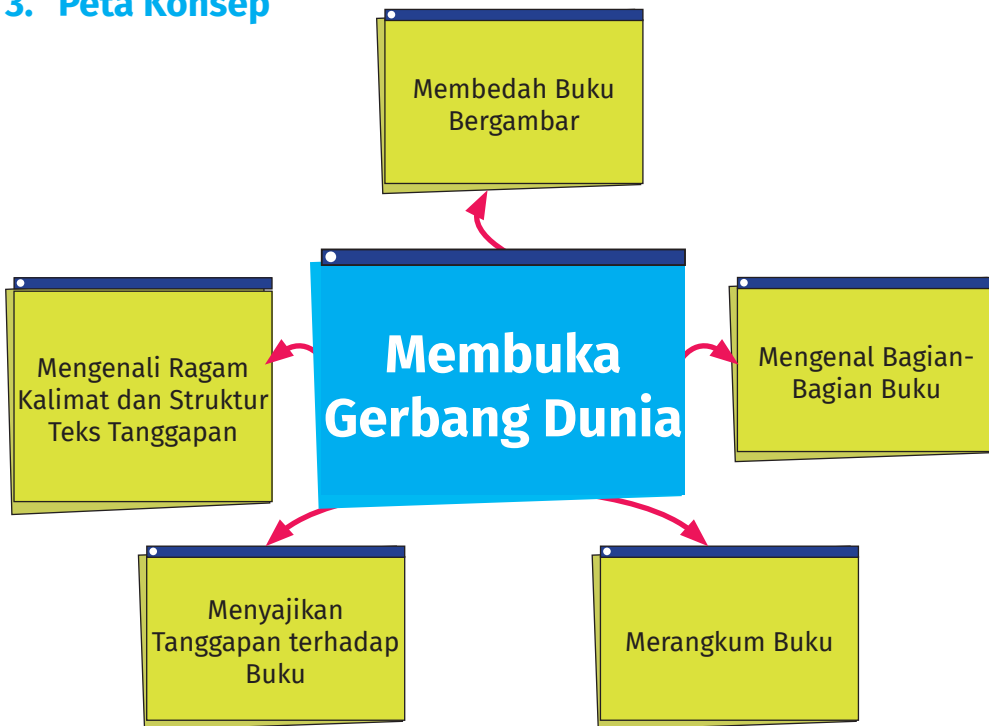 3. Peta Konsep
Membedah Buku
Bergambar
Membuka
Gerbang Dunia
Mengenali Ragam
Kalimat dan Struktur
Teks Tanggapan
Mengenal Bagian-
Bagian Buku
Menyajikan
Tanggapan terhadap
Buku
Merangkum Buku